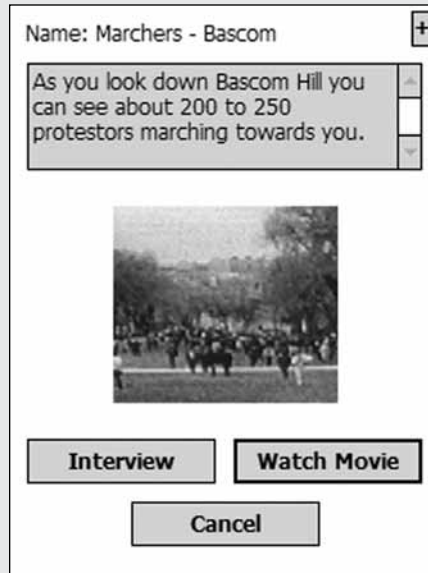 Name: Marchers - Bascom
+
As you look down Bascom Hill you
can see about 200 to 250
protestors marching towards you.
Interview
Watch Movie
Cancel